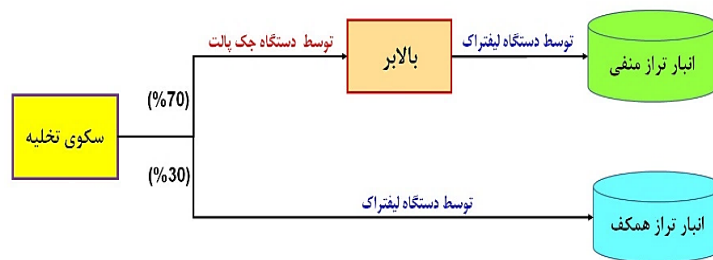 سکوی تخلیه
(%70)
توسط دستگاه جک پالت
بالابر
توسط دستگاه لیفتراک
انبار تراز منفی
(%30)
توسط دستگاه لیفتراک
انبار تراز همکف